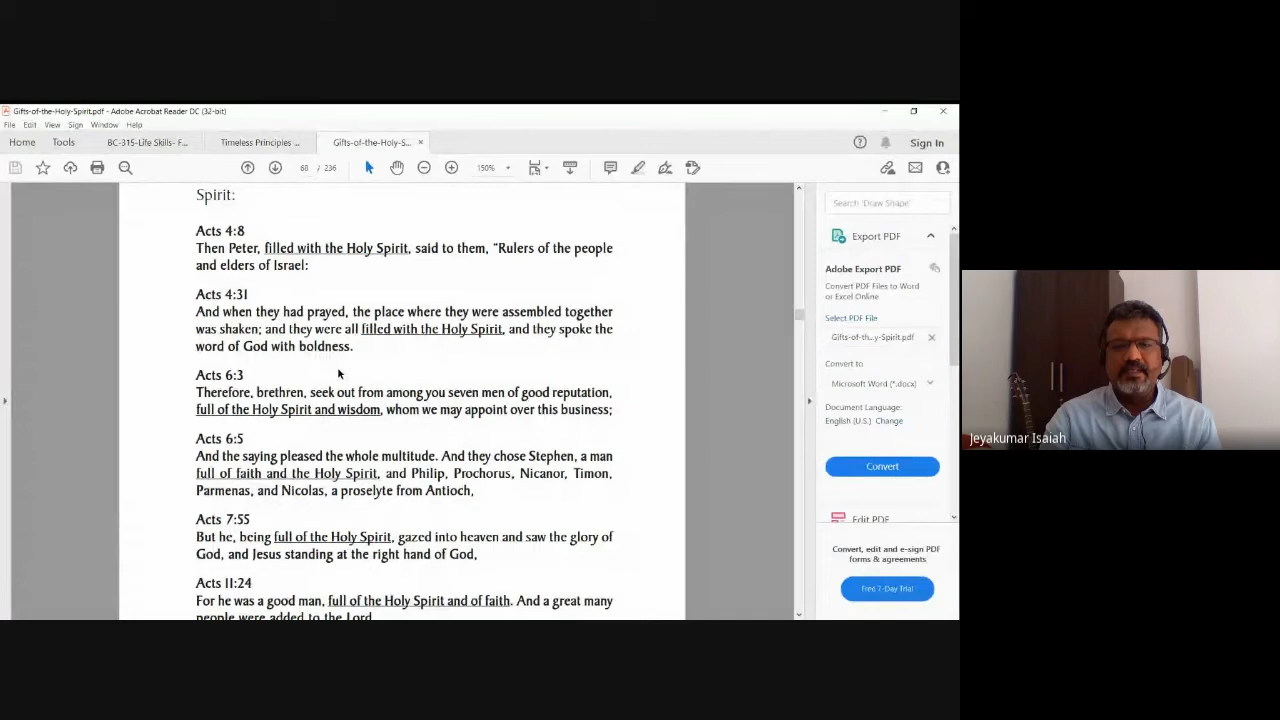 Gifts-of-the-Holy-Spirit.pdf - Adobe Acrobat Reader DC (32-bit)
File Edit View Sign Window Help
Home Tools BC-315-Life Skills- F... Timeless Principles ... Gifts-of-the-Holy-S... × Sign In
68 / 236 150%
Spirit:
Acts 4:8
Then Peter, filled with the Holy Spirit, said to them, “Rulers of the people
and elders of Israel:
Acts 4:31
And when they had prayed, the place where they were assembled together
was shaken; and they were all filled with the Holy Spirit, and they spoke the
word of God with boldness.
Acts 6:3
Therefore, brethren, seek out from among you seven men of good reputation,
full of the Holy Spirit and wisdom, whom we may appoint over this business;
Acts 6:5
And the saying pleased the whole multitude. And they chose Stephen, a man
full of faith and the Holy Spirit, and Philip, Prochorus, Nicanor, Timon,
Parmenas, and Nicolas, a proselyte from Antioch,
Acts 7:55
But he, being full of the Holy Spirit, gazed into heaven and saw the glory of
God, and Jesus standing at the right hand of God,
Acts 11:24
For he was a good man, full of the Holy Spirit and of faith. And a great many
people were added to the Lord
Search 'Draw Shape'
Export PDF
Adobe Export PDF
Convert PDF Files to Word
or Excel Online
Select PDF File
Gifts-of-th...y-Spirit.pdf
Convert to
Microsoft Word (*.docx)
Document Language:
English (U.S.) Change
Convert
Edit PDF
Convert, edit and e-sign PDF
forms & agreements
Free 7-Day Trial
Jeyakumar Isaiah